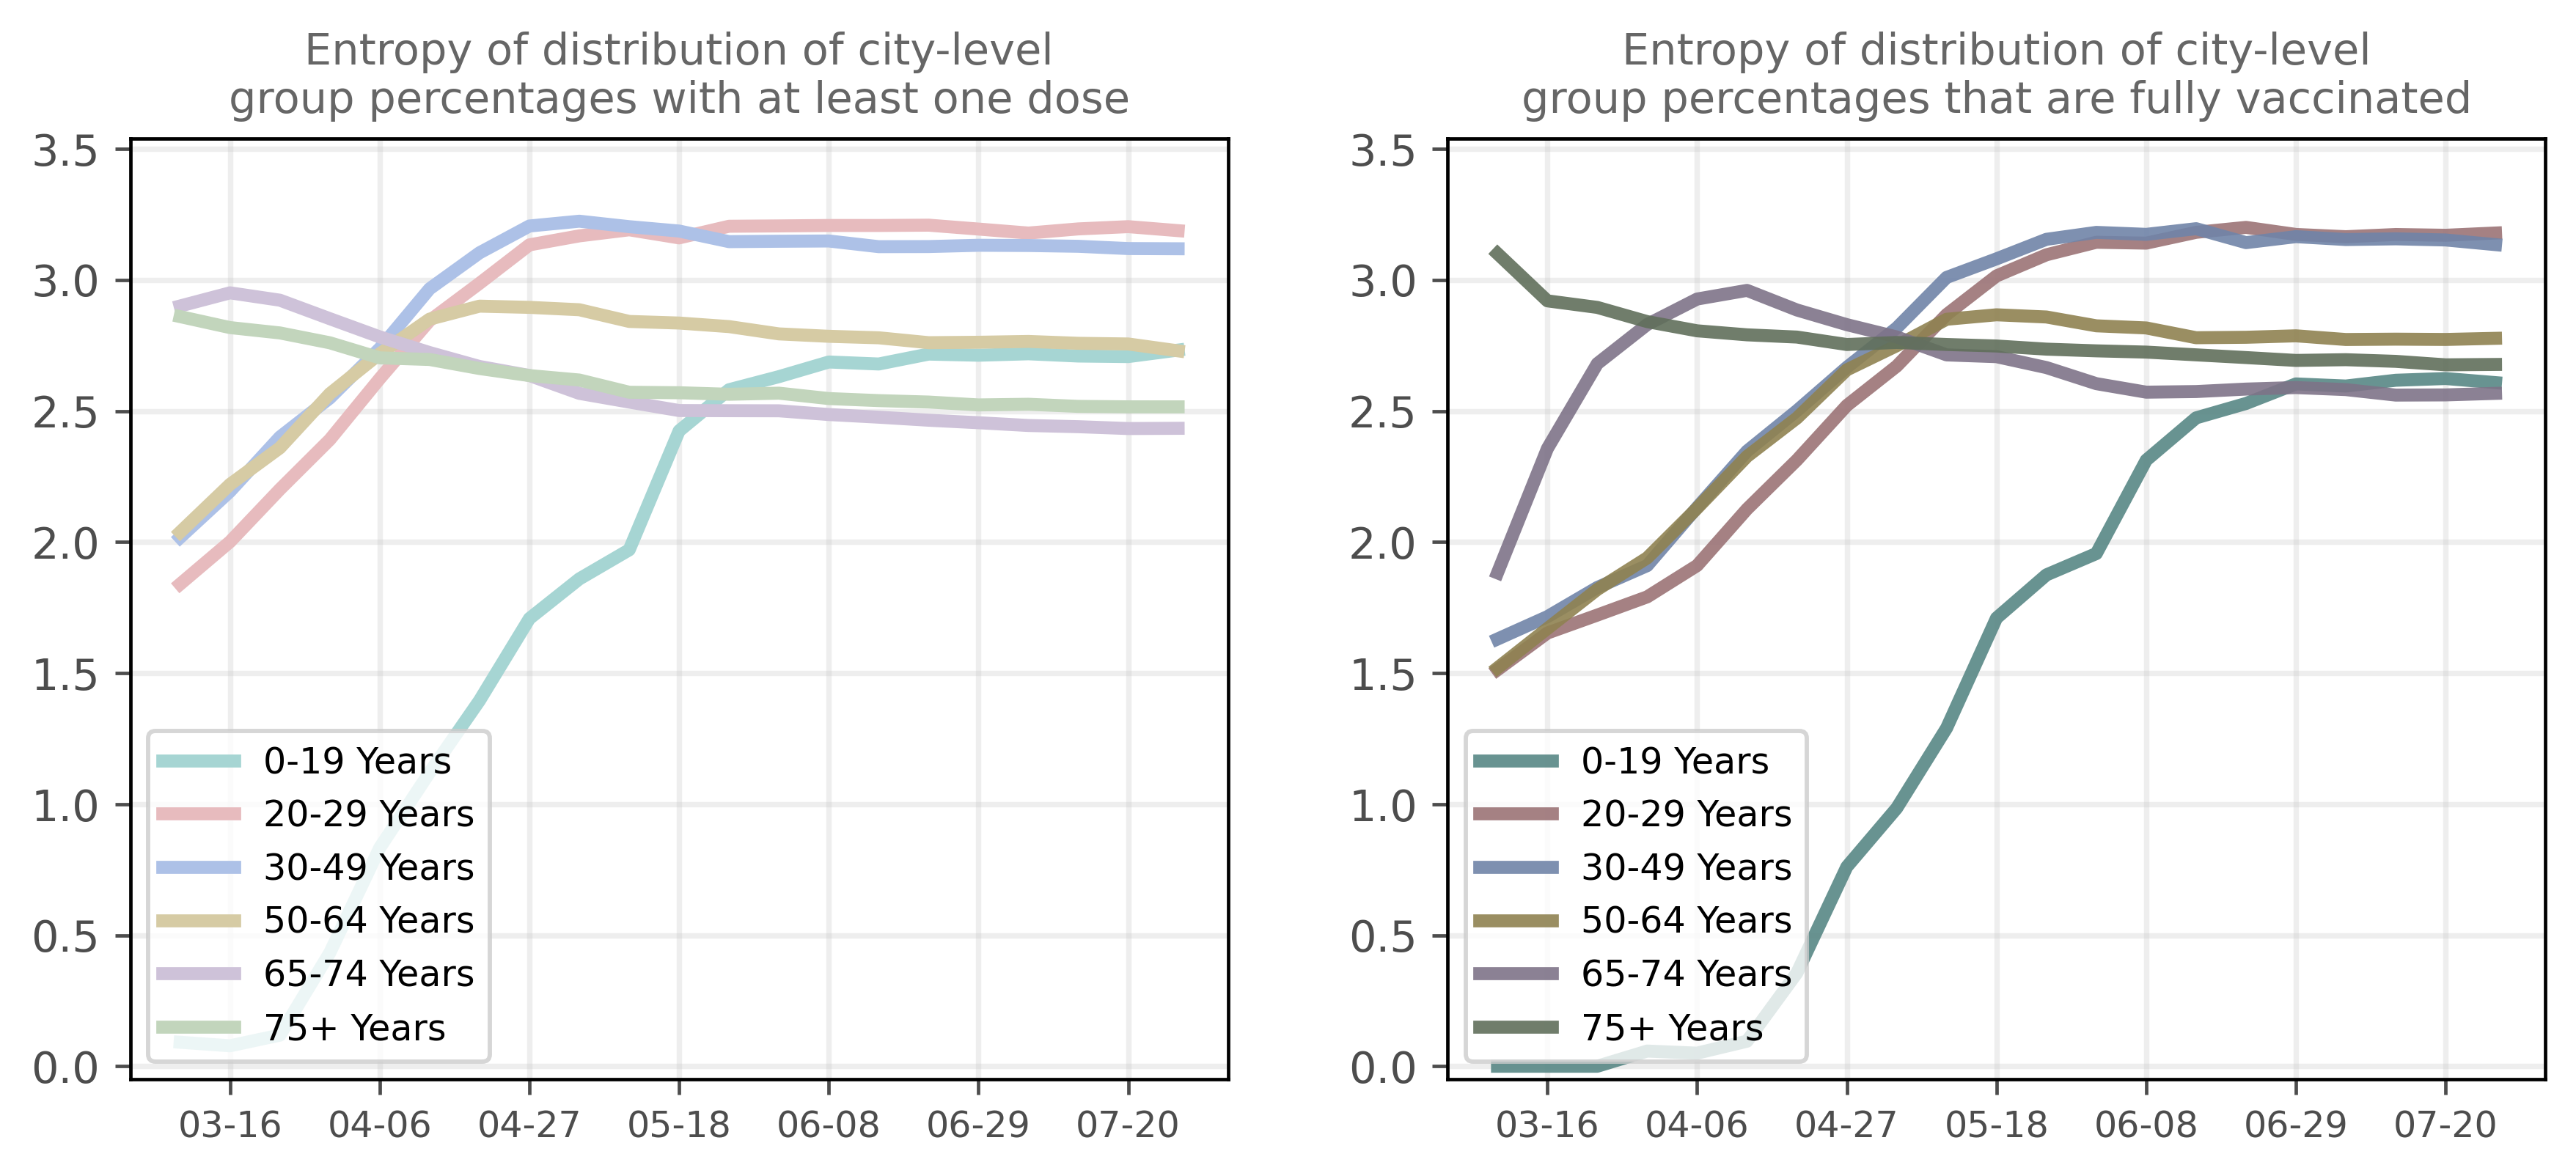 Entropy of distribution of city-level
group percentages with at least one dose
3.5
3.0
2.5
2.0
1.5
1.0
0.5
0.0
0-19 Years
20-29 Years
30-49 Years
50-64 Years
65-74 Years
75+ Years
03-16 04-06 04-27 05-18 06-08 06-29 07-20
Entropy of distribution of city-level
group percentages that are fully vaccinated
3.5
3.0
2.5
2.0
1.5
1.0
0.5
0.0
0-19 Years
20-29 Years
30-49 Years
50-64 Years
65-74 Years
75+ Years
03-16 04-06 04-27 05-18 06-08 06-29 07-20